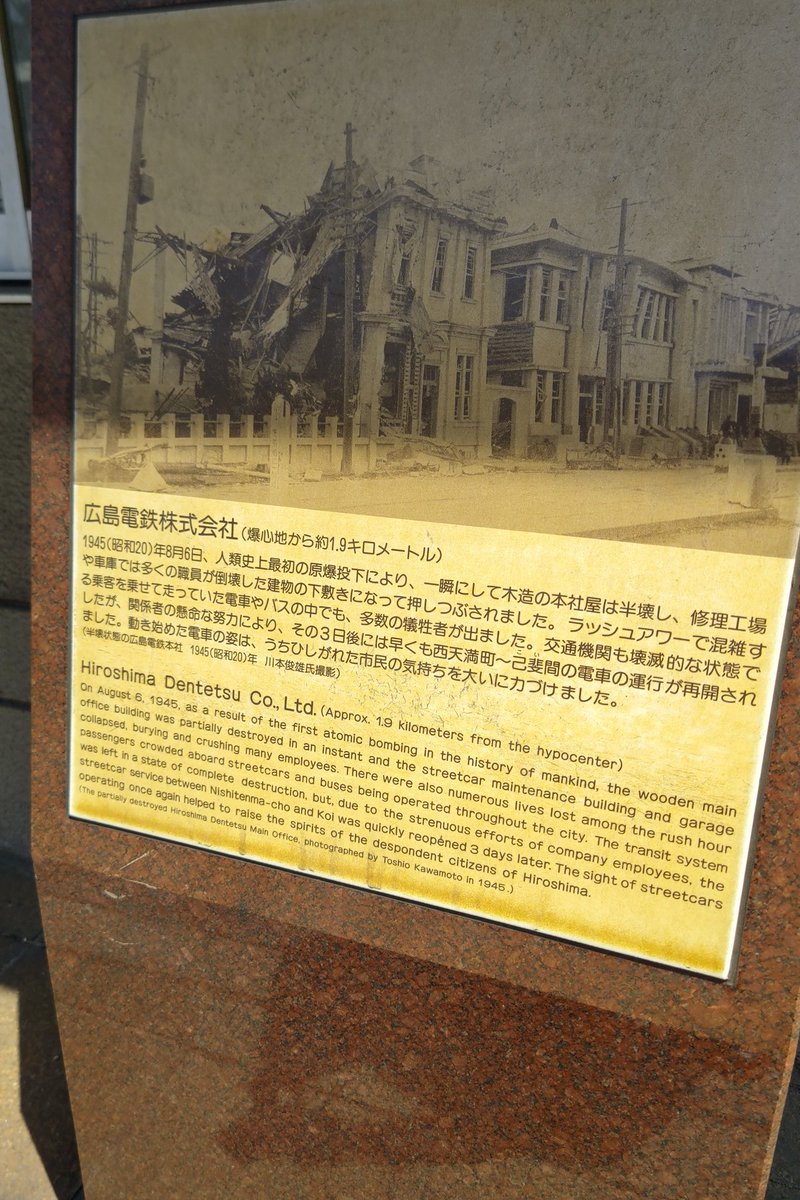 広島電鉄株式会社(爆心地から約1.9キロメートル)
1945(昭和20)年8月6日、人類史上最初の原爆投下により、一瞬にして木造の本社屋は半壊し、修理工場
や車庫では多くの職員が倒壊した建物の下敷きになって押しつぶされました。ラッシュアワーで混雑す
る乗客を乗せて走っていた電車やバスの中でも、多数の犠牲者が出ました。交通機関も壊滅的な状態で
したが、関係者の懸命な努力により、その3日後には早くも西天満町〜己斐間の電車の運行が再開され
ました。動き始めた電車の姿は、うちひしがれた市民の気持ちを大いに力づけました。
(半壊状態の広島電鉄本社 1945(昭和20)年 川本俊雄氏撮影)
Hiroshima Dentetsu Co., Ltd. (Approx. 1.9 kilometers from the hypocenter)
On August 6, 1945, as a result of the first atomic bombing in the history of mankind, the wooden main
office building was partially destroyed in an instant and the streetcar maintenance building and garage
collapsed, burying and crushing many employees. There were also numerous lives lost among the rush hour
passengers crowded aboard streetcars and buses being operated throughout the city. The transit system
was left in a state of complete destruction, but, due to the strenuous efforts of company employees, the
streetcar service between Nishitenma-cho and Koi was quickly reopened 3 days later. The sight of streetcars
operating once again helped to raise the spirits of the despondent citizens of Hiroshima.
(The partially destroyed Hiroshima Dentetsu Main Office, photographed by Toshio Kawamoto in 1945.)